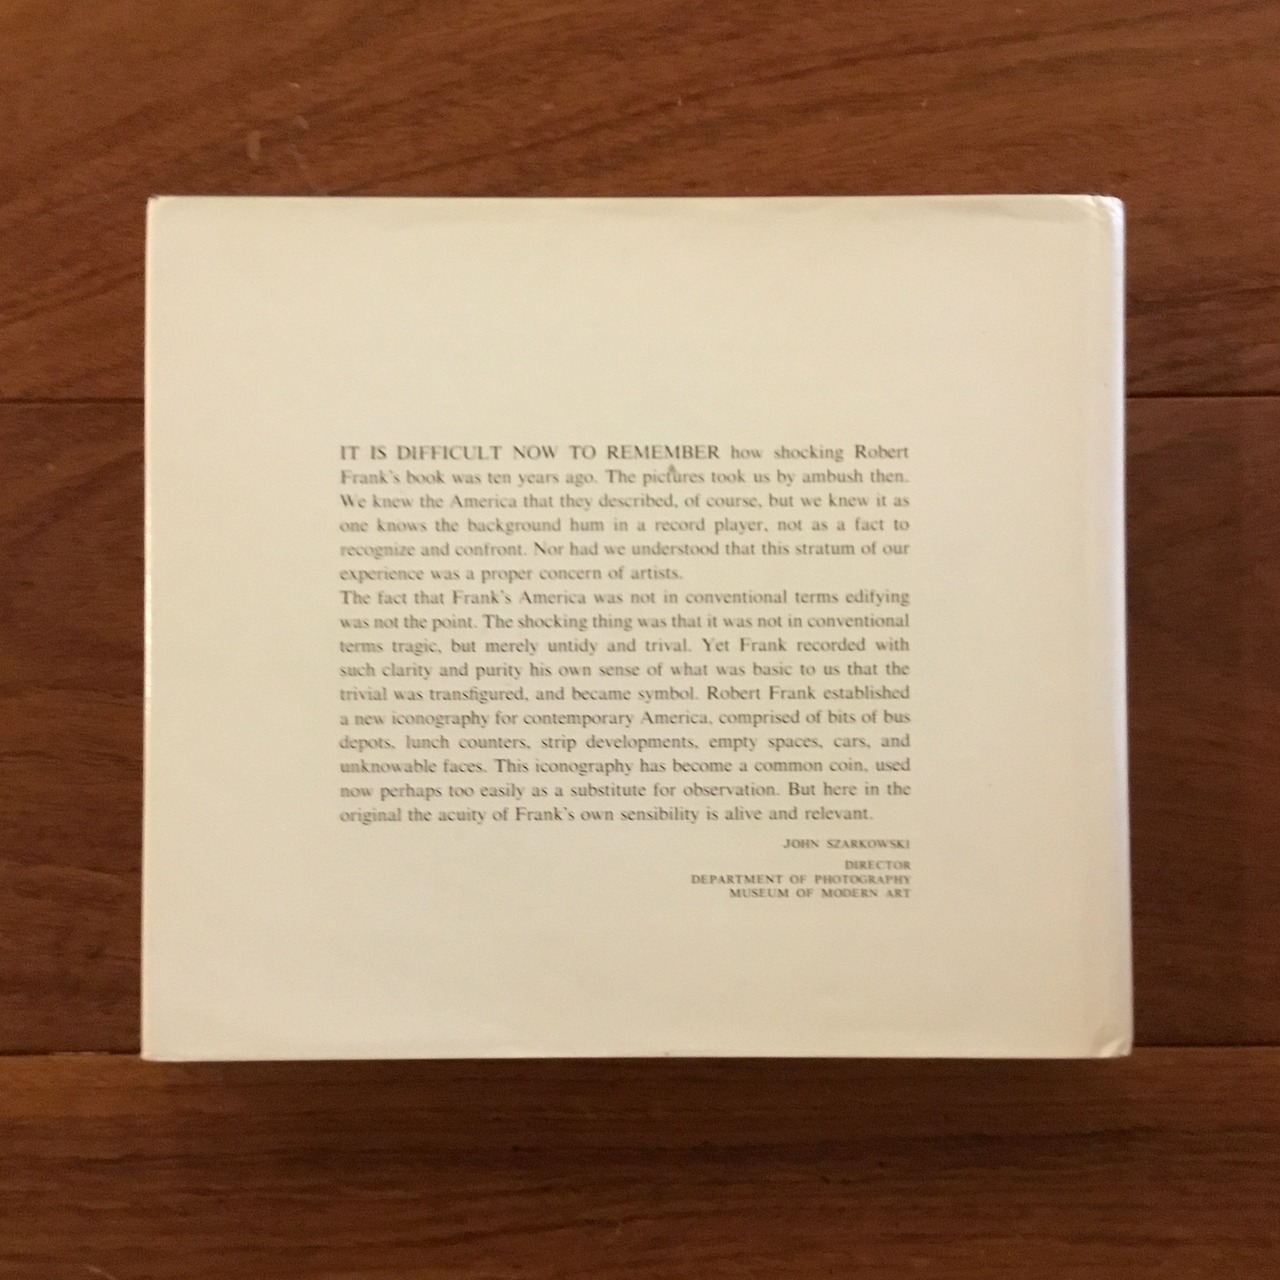 IT IS DIFFICULT NOW TO REMEMBER how shocking Robert
Frank's book was ten years ago. The pictures took us by ambush then.
We knew the America that they described, of course, but we knew it as
one knows the background hum in a record player, not as a fact to
recognize and confront. Nor had we understood that this stratum of our
experience was a proper concern of artists.
The fact that Frank's America was not in conventional terms edifying
was not the point. The shocking thing was that it was not in conventional
terms tragic, but merely untidy and trival. Yet Frank recorded with
such clarity and purity his own sense of what was basic to us that the
trivial was transfigured, and became symbol. Robert Frank established
a new iconography for contemporary America, comprised of bits of bus
depots, lunch counters, strip developments, empty spaces, cars, and
unknowable faces. This iconography has become a common coin, used
now perhaps too easily as a substitute for observation. But here in the
original the acuity of Frank's own sensibility is alive and relevant.
JOHN SZARKOWSKI
DIRECTOR
DEPARTMENT OF PHOTOGRAPHY
MUSEUM OF MODERN ART